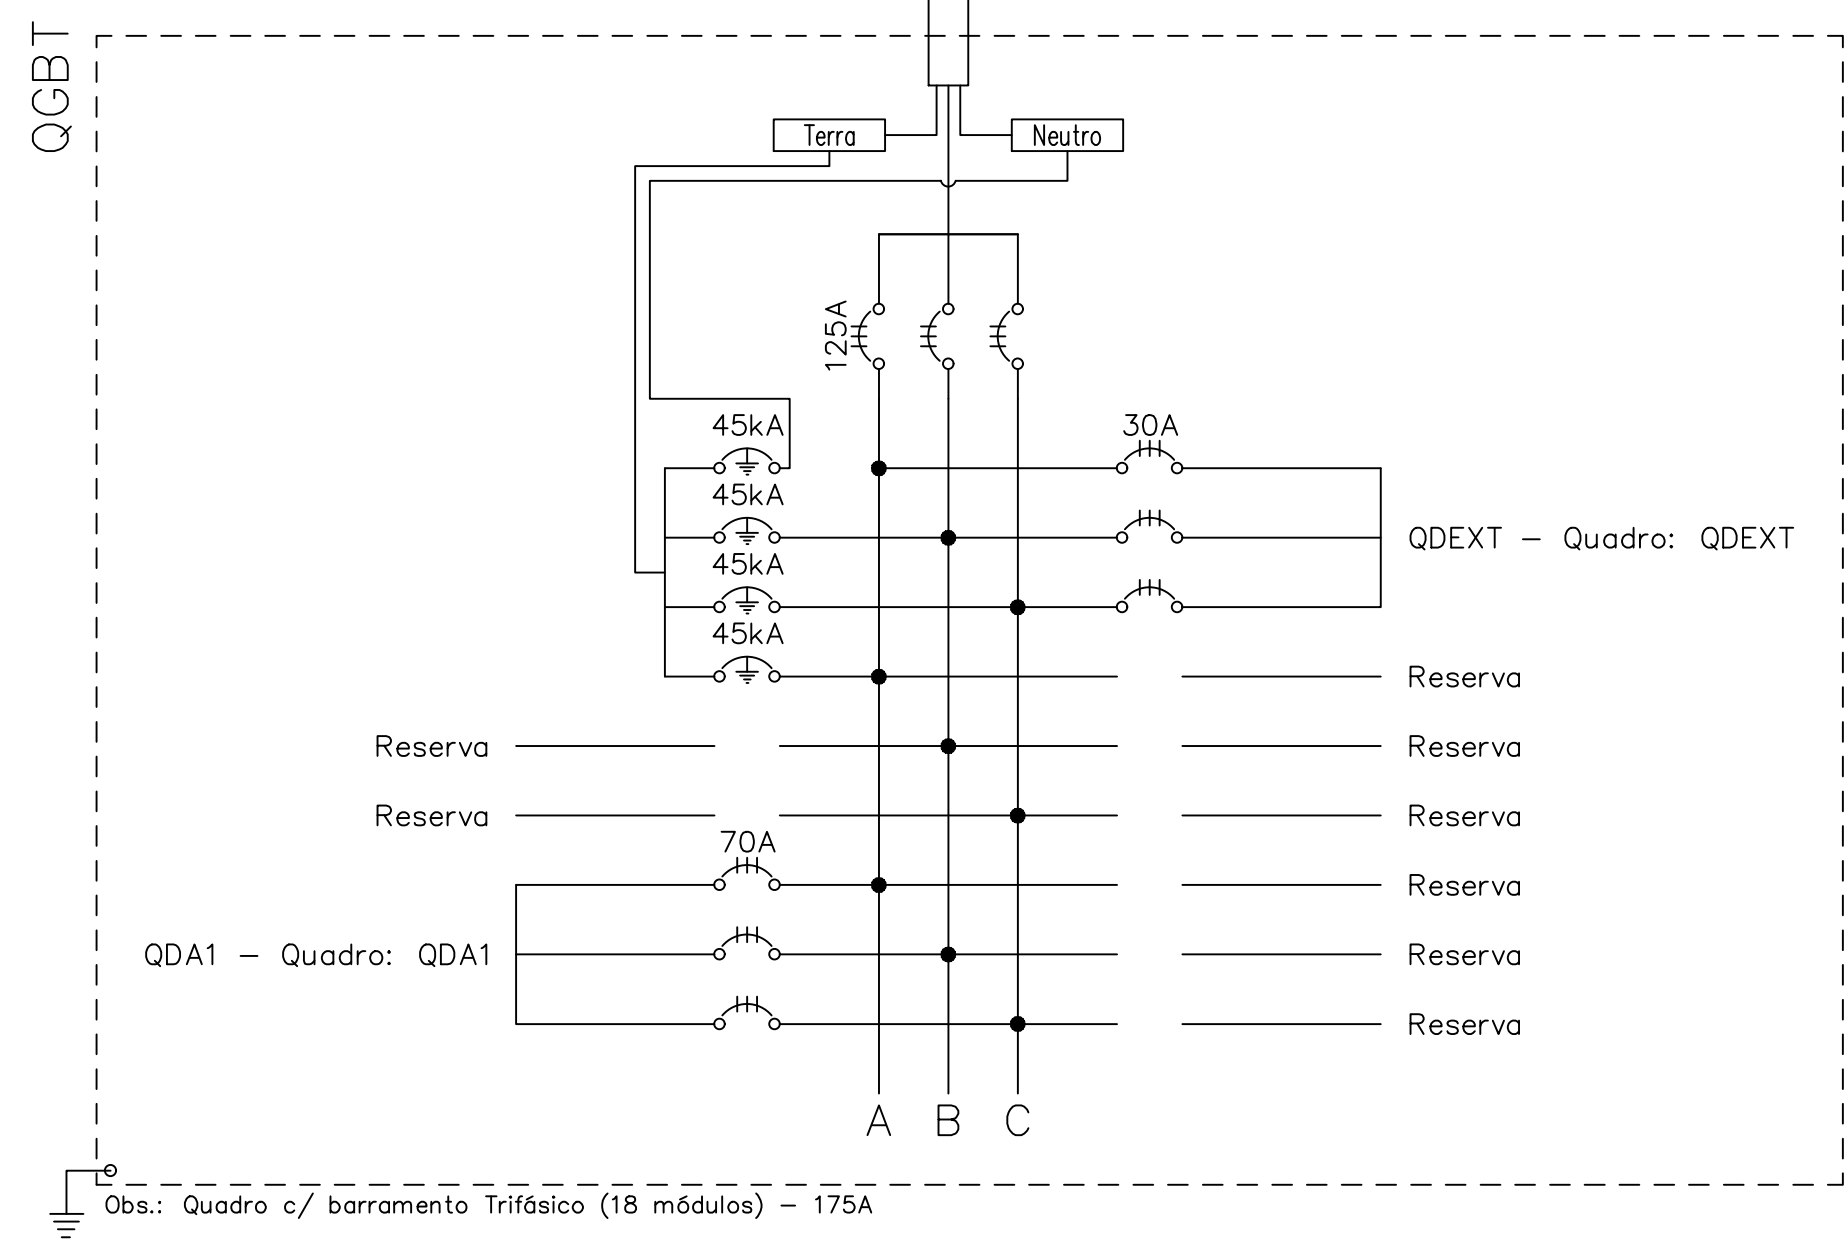 QGBT
Terra
Neutro
125A
45kA
30A
45kA
QDEXT - Quadro: QDEXT
45kA
45kA
Reserva
Reserva
Reserva
Reserva
Reserva
70A
Reserva
QDA1 - Quadro: QDA1
Reserva
Reserva
A B C
Obs.: Quadro c/ barramento Trifásico (18 módulos) - 175A